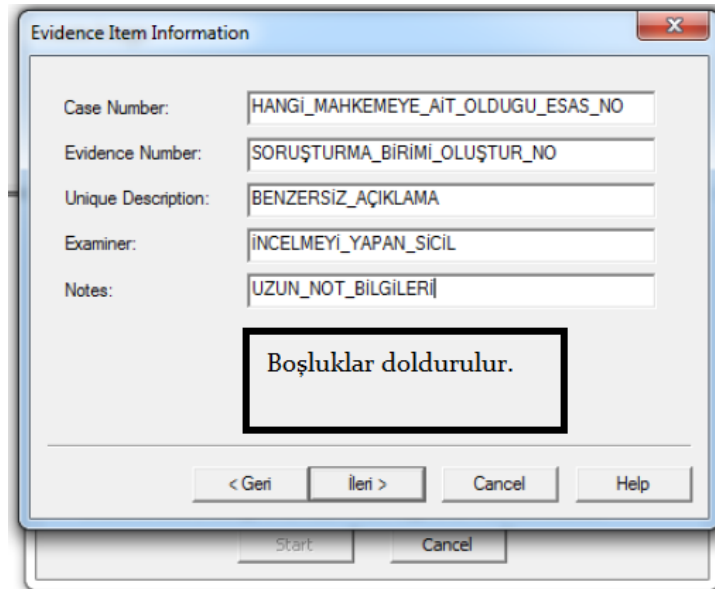 Evidence Item Information
Case Number: HANGİ_MAHKEMEYE_AİT_OLDUGU_ESAS_NO
Evidence Number: SORUŞTURMA_BİRİMİ_OLUŞTUR_NO
Unique Description: BENZERSİZ_AÇIKLAMA
Examiner: İNCELMEYİ_YAPAN_SİCİL
Notes: UZUN_NOT_BİLGİLERİ
Boşluklar doldurulur.
< Geri İleri > Cancel Help
Start Cancel